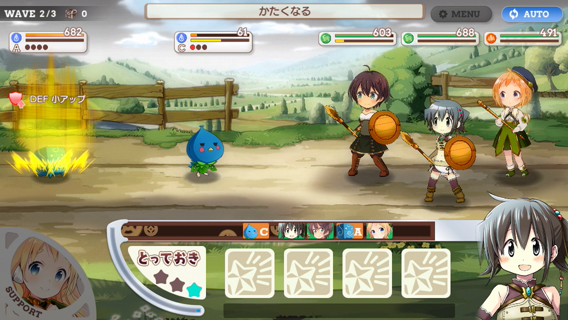 WAVE 2/3 0
かたくなる
MENU
AUTO
682
A
61
C
603
688
491
DEF 小アップ
C
A
とっておき
SUPPORT